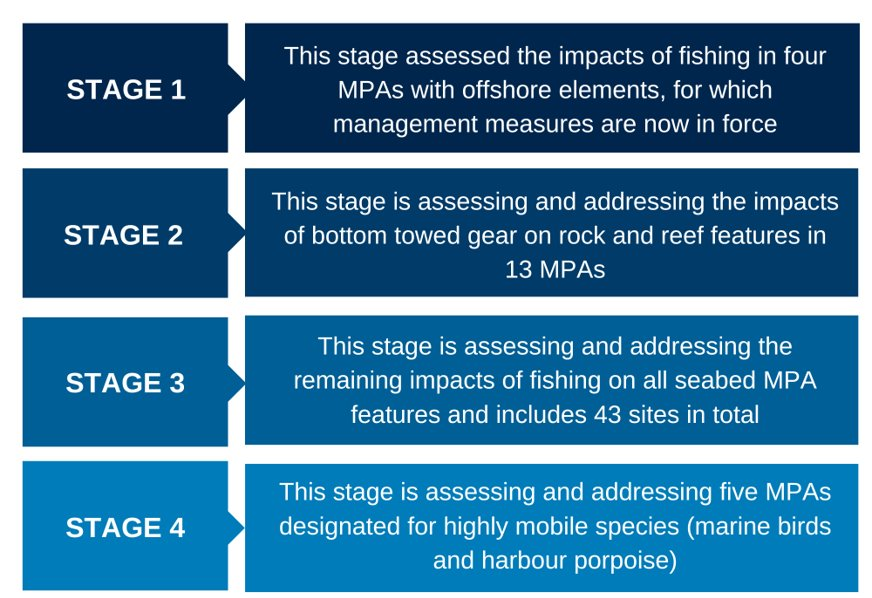 STAGE 1
This stage assessed the impacts of fishing in four
MPAs with offshore elements, for which
management measures are now in force
STAGE 2
This stage is assessing and addressing the impacts
of bottom towed gear on rock and reef features in
13 MPAs
STAGE 3
This stage is assessing and addressing the
remaining impacts of fishing on all seabed MPA
features and includes 43 sites in total
STAGE 4
This stage is assessing and addressing five MPAs
designated for highly mobile species (marine birds
and harbour porpoise)